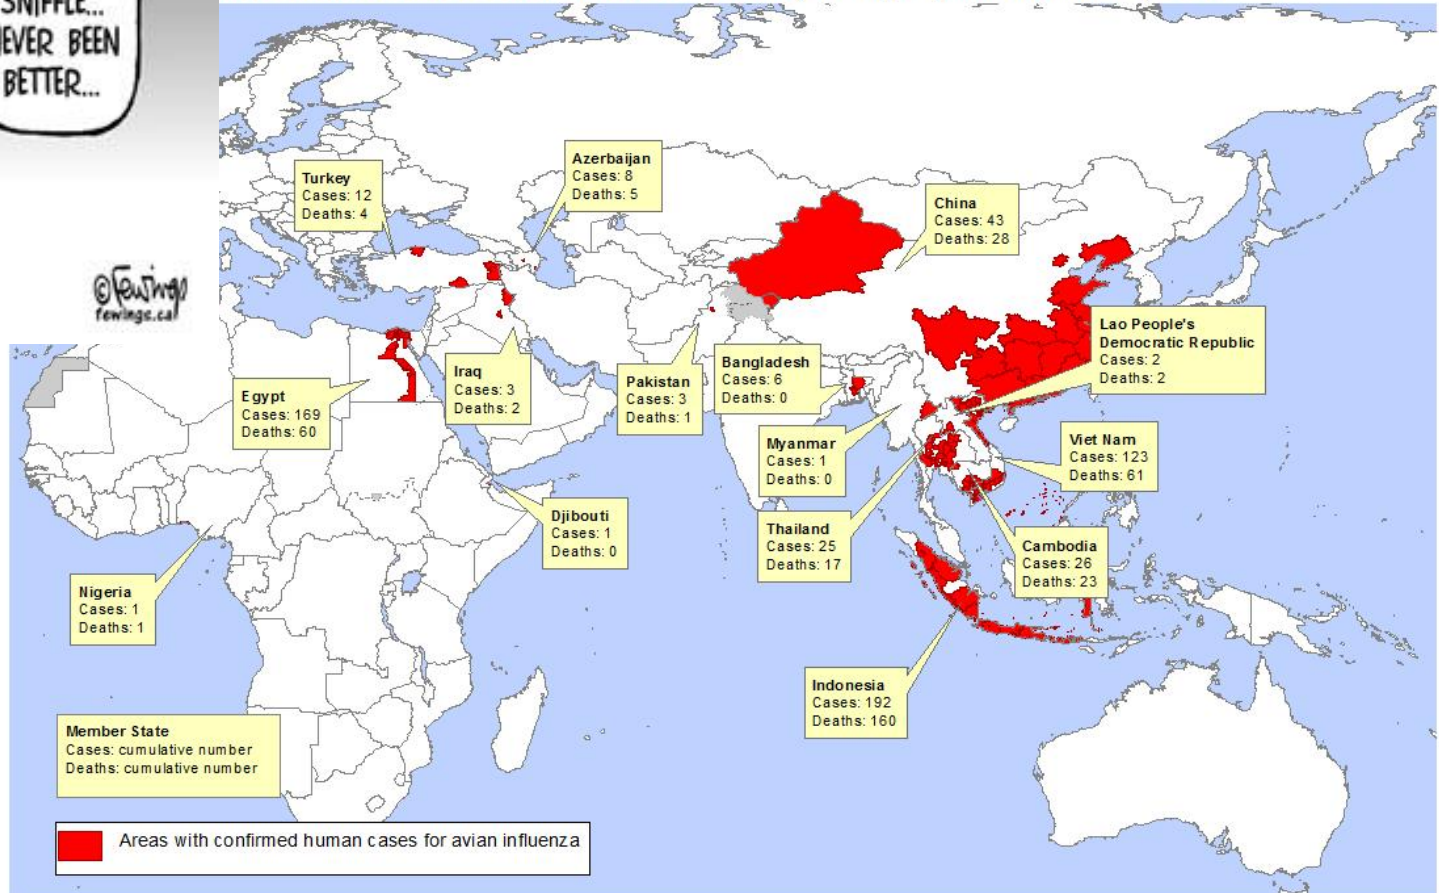 SNIFFLE...
EVER BEEN
BETTER...
fewings.ca
Turkey
Cases: 12
Deaths: 4
Azerbaijan
Cases: 8
Deaths: 5
China
Cases: 43
Deaths: 28
Lao People's
Democratic Republic
Cases: 2
Deaths: 2
Egypt
Cases: 169
Deaths: 60
Iraq
Cases: 3
Deaths: 2
Pakistan
Cases: 3
Deaths: 1
Bangladesh
Cases: 6
Deaths: 0
Myanmar
Cases: 1
Deaths: 0
Viet Nam
Cases: 123
Deaths: 61
Djibouti
Cases: 1
Deaths: 0
Thailand
Cases: 25
Deaths: 17
Cambodia
Cases: 26
Deaths: 23
Nigeria
Cases: 1
Deaths: 1
Indonesia
Cases: 192
Deaths: 160
Member State
Cases: cumulative number
Deaths: cumulative number
Areas with confirmed human cases for avian influenza